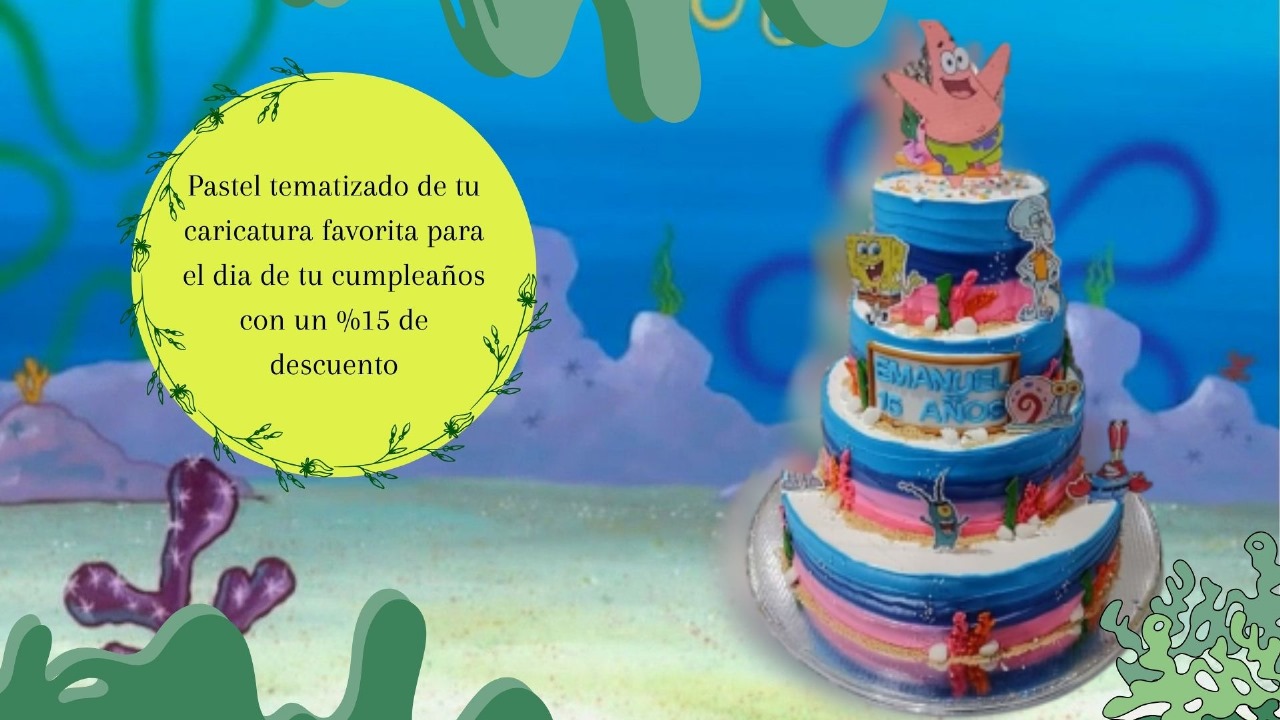 Pastel tematizado de tu
caricatura favorita para
el dia de tu cumpleaños
con un %15 de
descuento
EMANUEL
15 AÑOS